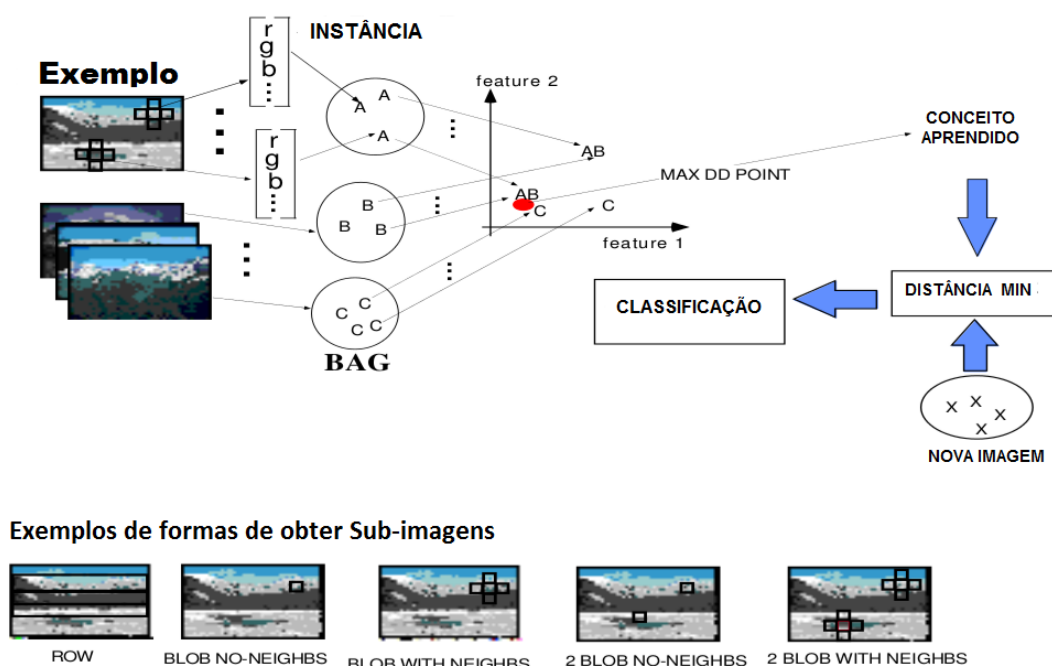 INSTÂNCIA
r
g
b
Exemplo
r
g
b
A
A
A
B
B
B
C
C
C
C
BAG
feature 2
AB
AB
C
C
feature 1
MAX DD POINT
CONCEITO
APRENDIDO
DISTÂNCIA MIN
CLASSIFICAÇÃO
X
X
X
X
NOVA IMAGEM
Exemplos de formas de obter Sub-imagens
ROW
BLOB NO-NEIGHBS
BLOB WITH NEIGHBS
2 BLOB NO-NEIGHBS
2 BLOB WITH NEIGHBS